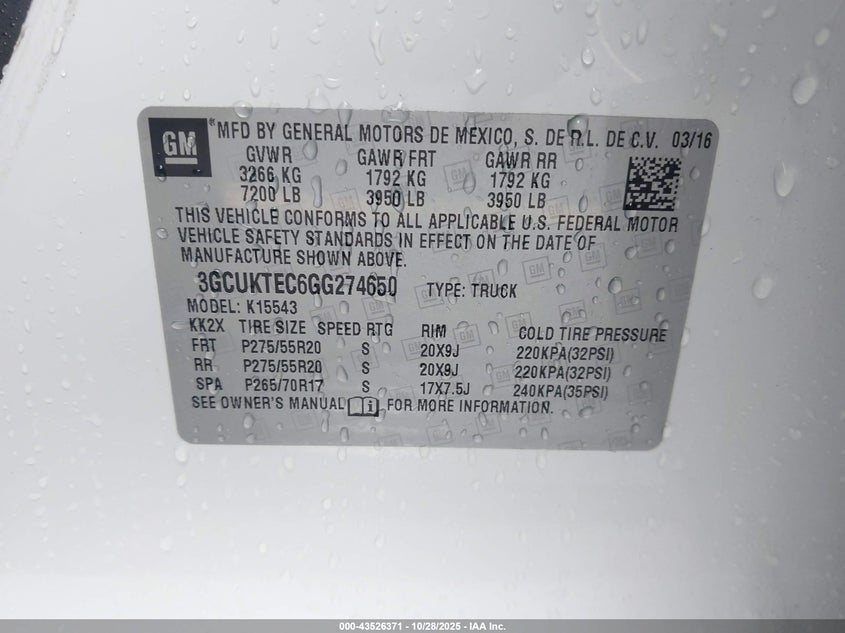 GM
®MFD BY GENERAL MOTORS DE MEXICO, S. DE R.L. DE C.V. 03/16
GVWR GAWR FRT GAWR RR
3266 KG 1792 KG 1792 KG
7200 LB 3950 LB 3950 LB
THIS VEHICLE CONFORMS TO ALL APPLICABLE U.S. FEDERAL MOTOR
VEHICLE SAFETY STANDARDS IN EFFECT ON THE DATE OF
MANUFACTURE SHOWN ABOVE.
3GCUKTEC6GG274650 TYPE: TRUCK
MODEL: K15543
KK2X TIRE SIZE SPEED RTG RIM COLD TIRE PRESSURE
FRT P275/55R20 S 20X9J 220KPA(32PSI)
RR P275/55R20 S 20X9J 220KPA(32PSI)
SPA P265/70R17 S 17X7.5J 240KPA(35PSI)
SEE OWNER'S MANUAL FOR MORE INFORMATION.
000-43526371 - 10/28/2025 - IAA Inc.